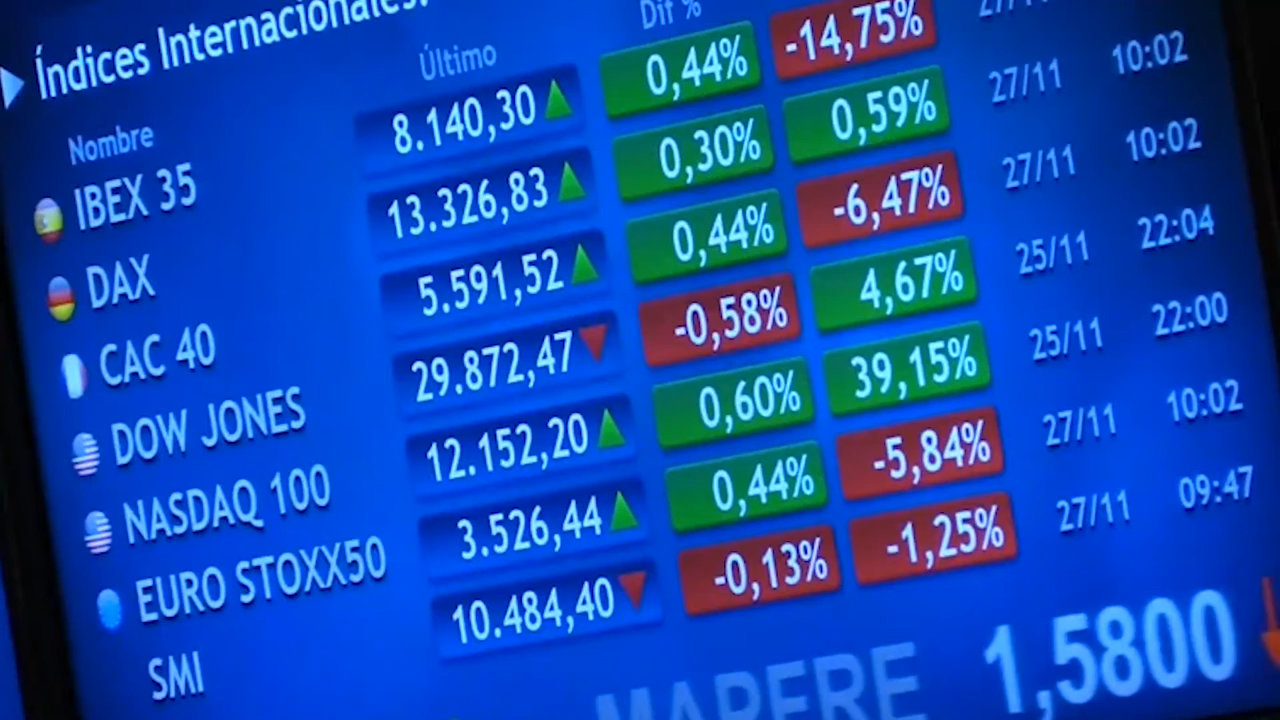 Índices Internacionales.
Nombre Último Dif %
IBEX 35 8.140,30 0,44% -14,75%
DAX 13.326,83 0,30% 0,59% 27/11 10:02
CAC 40 5.591,52 0,44% -6,47% 27/11 10:02
DOW JONES 29.872,47 -0,58% 4,67% 25/11 22:04
NASDAQ 100 12.152,20 0,60% 39,15% 25/11 22:00
EURO STOXX50 3.526,44 0,44% -5,84% 27/11 10:02
SMI 10.484,40 -0,13% -1,25% 27/11 09:47
MAPFRE 1,5800